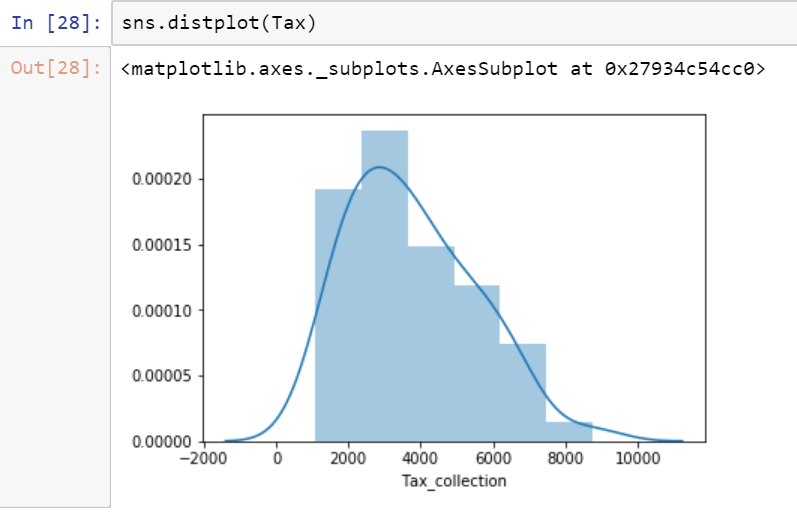 In [28]: sns.distplot(Tax)
Out[28]: <matplotlib.axes._subplots.AxesSubplot at 0x27934c54cc0>
0.00020
0.00015
0.00010
0.00005
0.00000
−2000 0 2000 4000 6000 8000 10000
Tax_collection